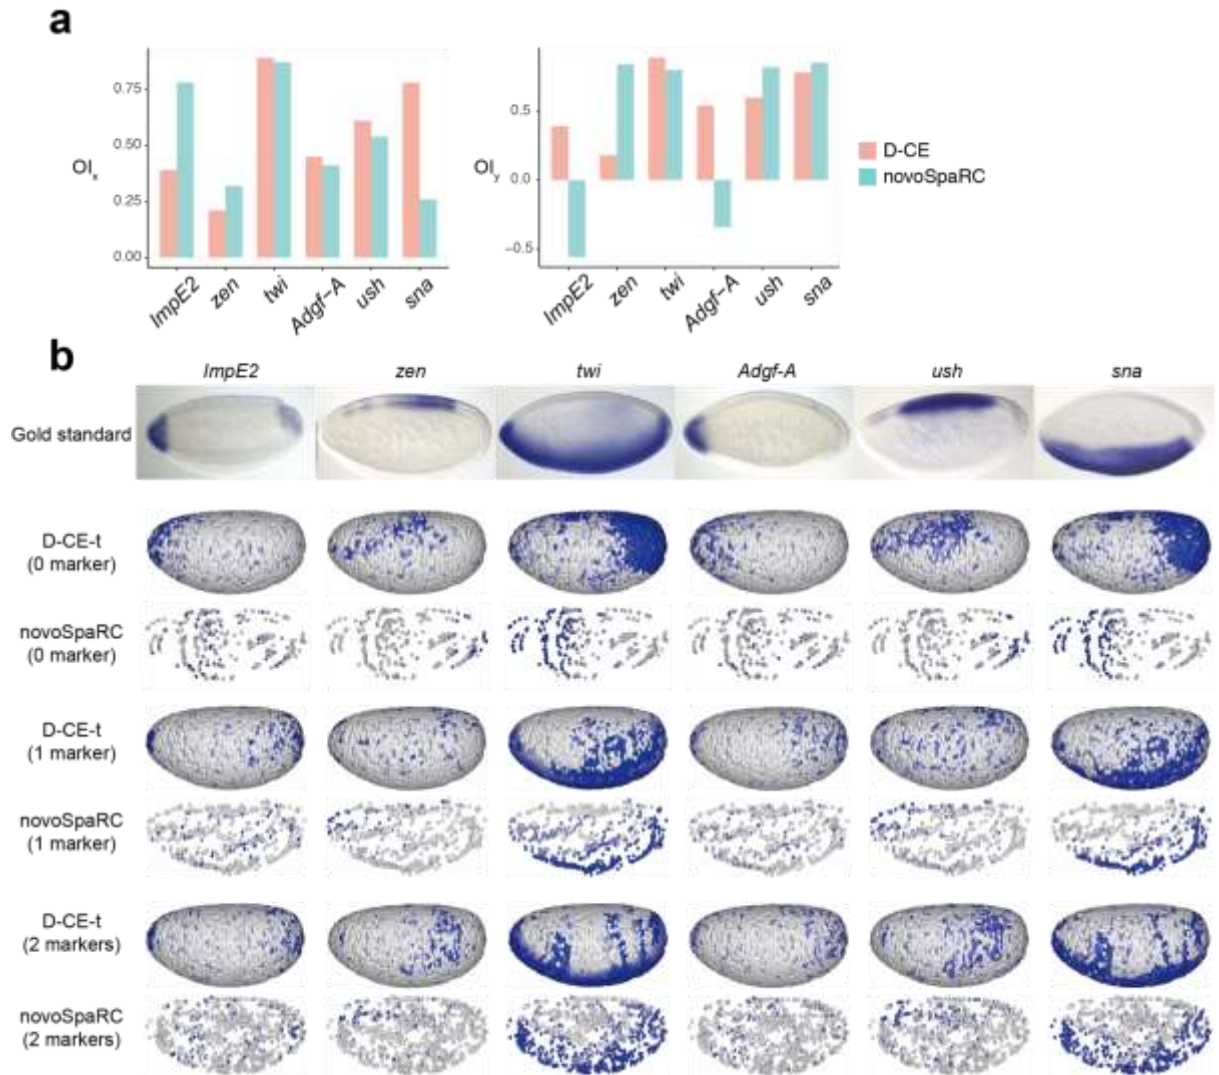 a
0.75
0.50
0.25
0.00
OIx
ImpE2
zen
twi
Adgf−A
ush
sna
0.5
0.0
−0.5
OIy
ImpE2
zen
twi
Adgf−A
ush
sna
D-CE
novoSpaRC
b
ImpE2 zen twi Adgf-A ush sna
Gold standard
D-CE-t
(0 marker)
novoSpaRC
(0 marker)
D-CE-t
(1 marker)
novoSpaRC
(1 marker)
D-CE-t
(2 markers)
novoSpaRC
(2 markers)